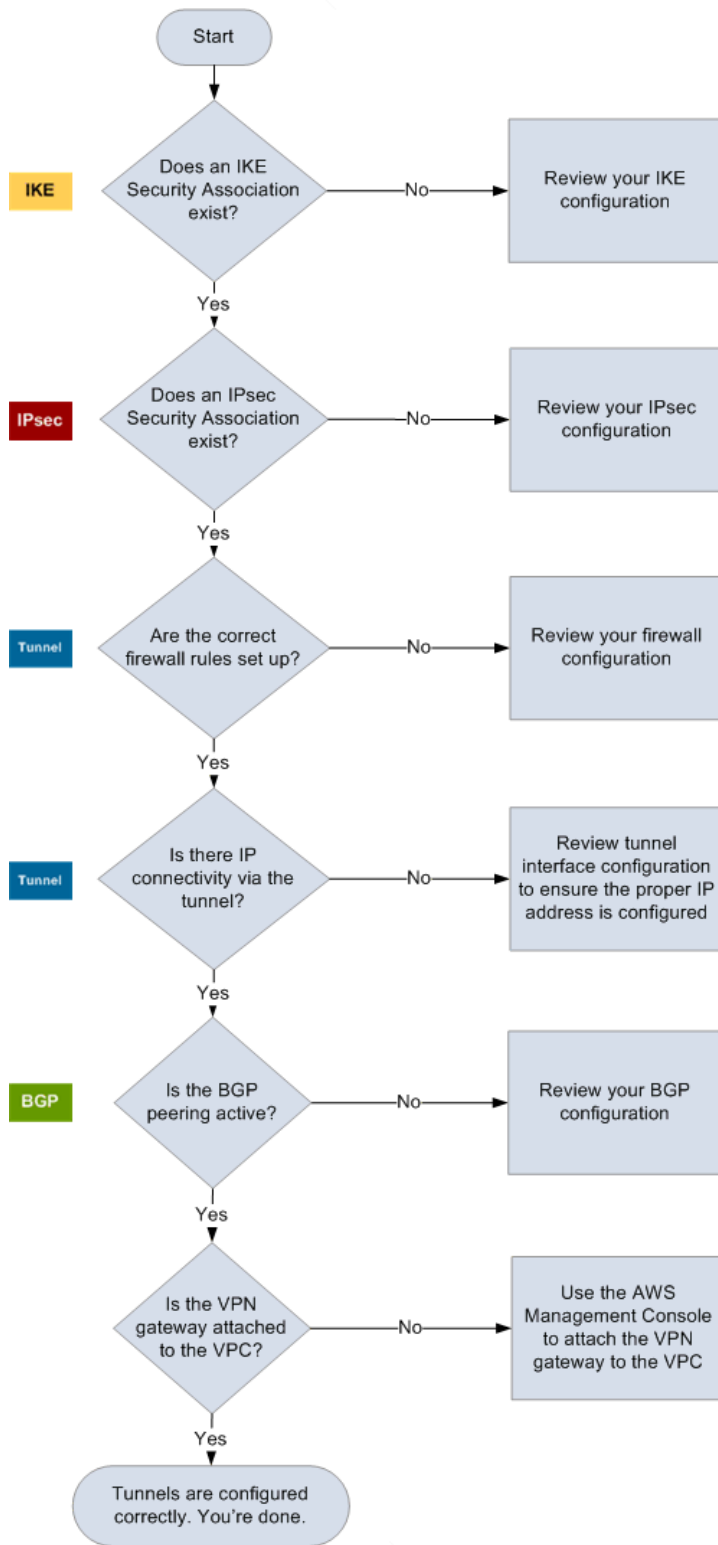 Start
IKE
Does an IKE
Security Association
exist?
No
Review your IKE
configuration
Yes
IPsec
Does an IPsec
Security Association
exist?
No
Review your IPsec
configuration
Yes
Tunnel
Are the correct
firewall rules set up?
No
Review your firewall
configuration
Yes
Tunnel
Is there IP
connectivity via the
tunnel?
No
Review tunnel
interface configuration
to ensure the proper IP
address is configured
Yes
BGP
Is the BGP
peering active?
No
Review your BGP
configuration
Yes
Is the VPN
gateway attached
to the VPC?
No
Use the AWS
Management Console
to attach the VPN
gateway to the VPC
Yes
Tunnels are configured
correctly. You're done.